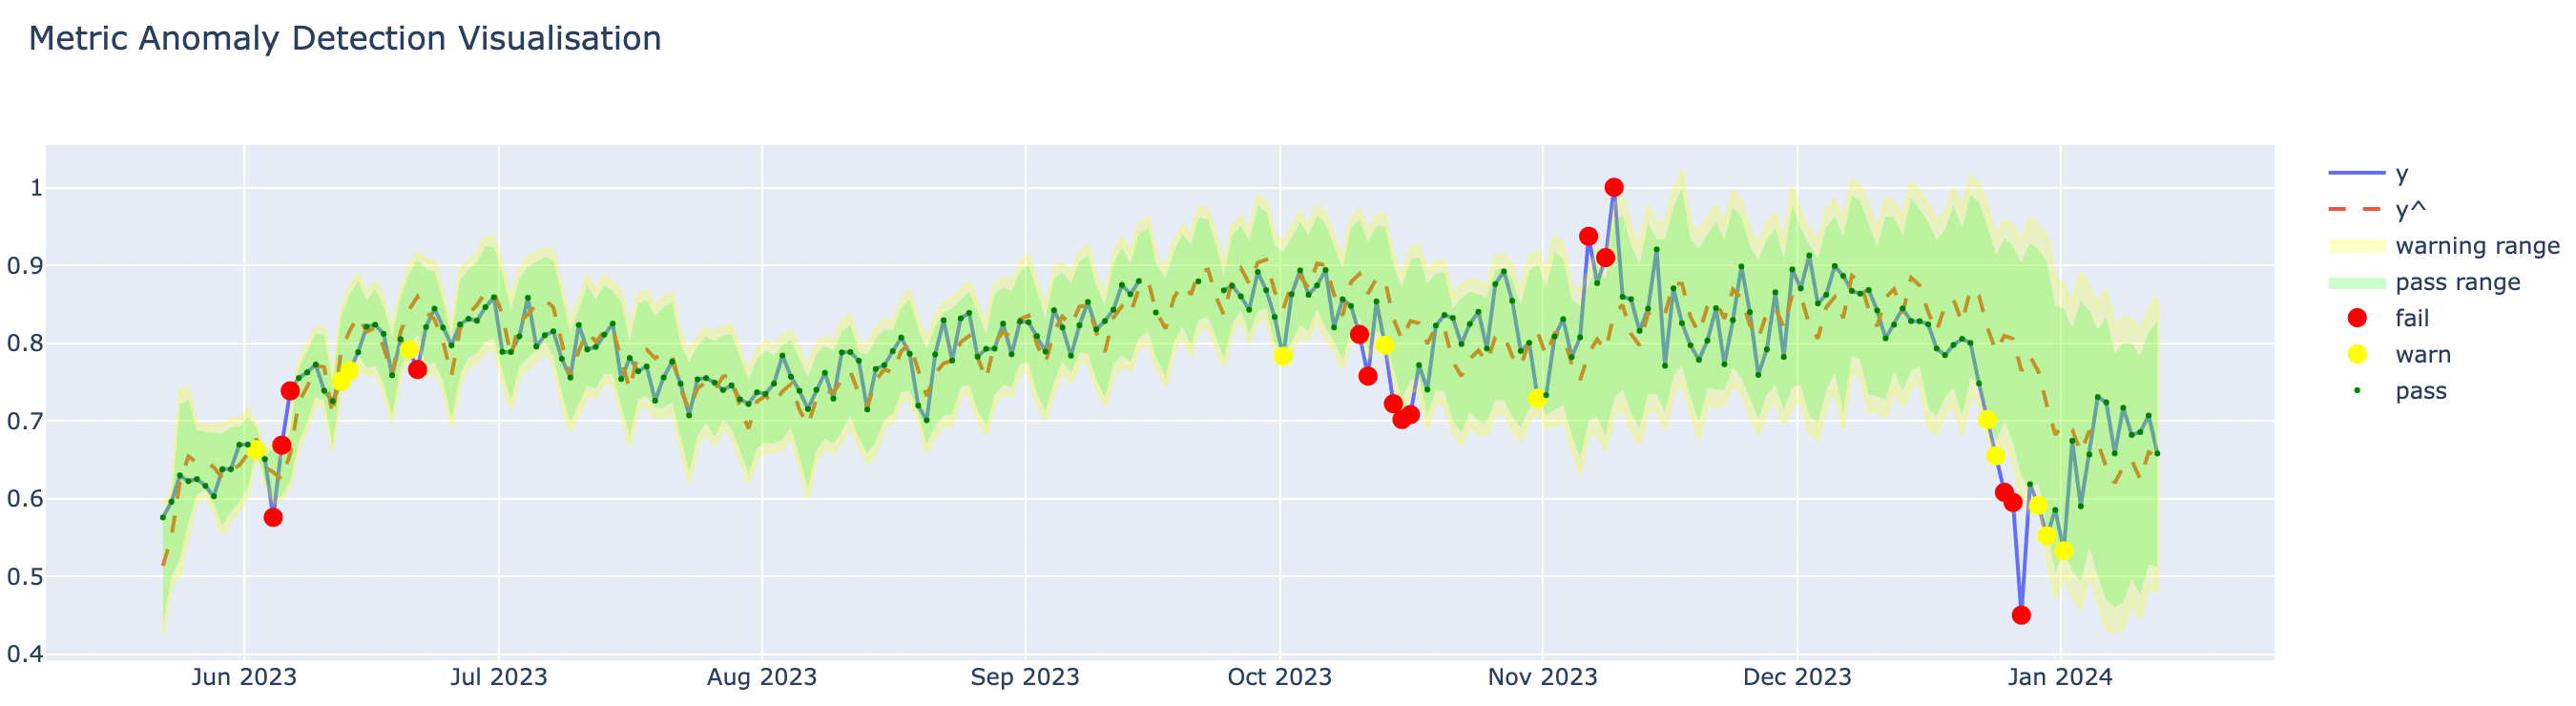 Metric Anomaly Detection Visualisation
1
0.9
0.8
0.7
0.6
0.5
0.4
Jun 2023 Jul 2023 Aug 2023 Sep 2023 Oct 2023 Nov 2023 Dec 2023 Jan 2024
y
y^
warning range
pass range
fail
warn
pass